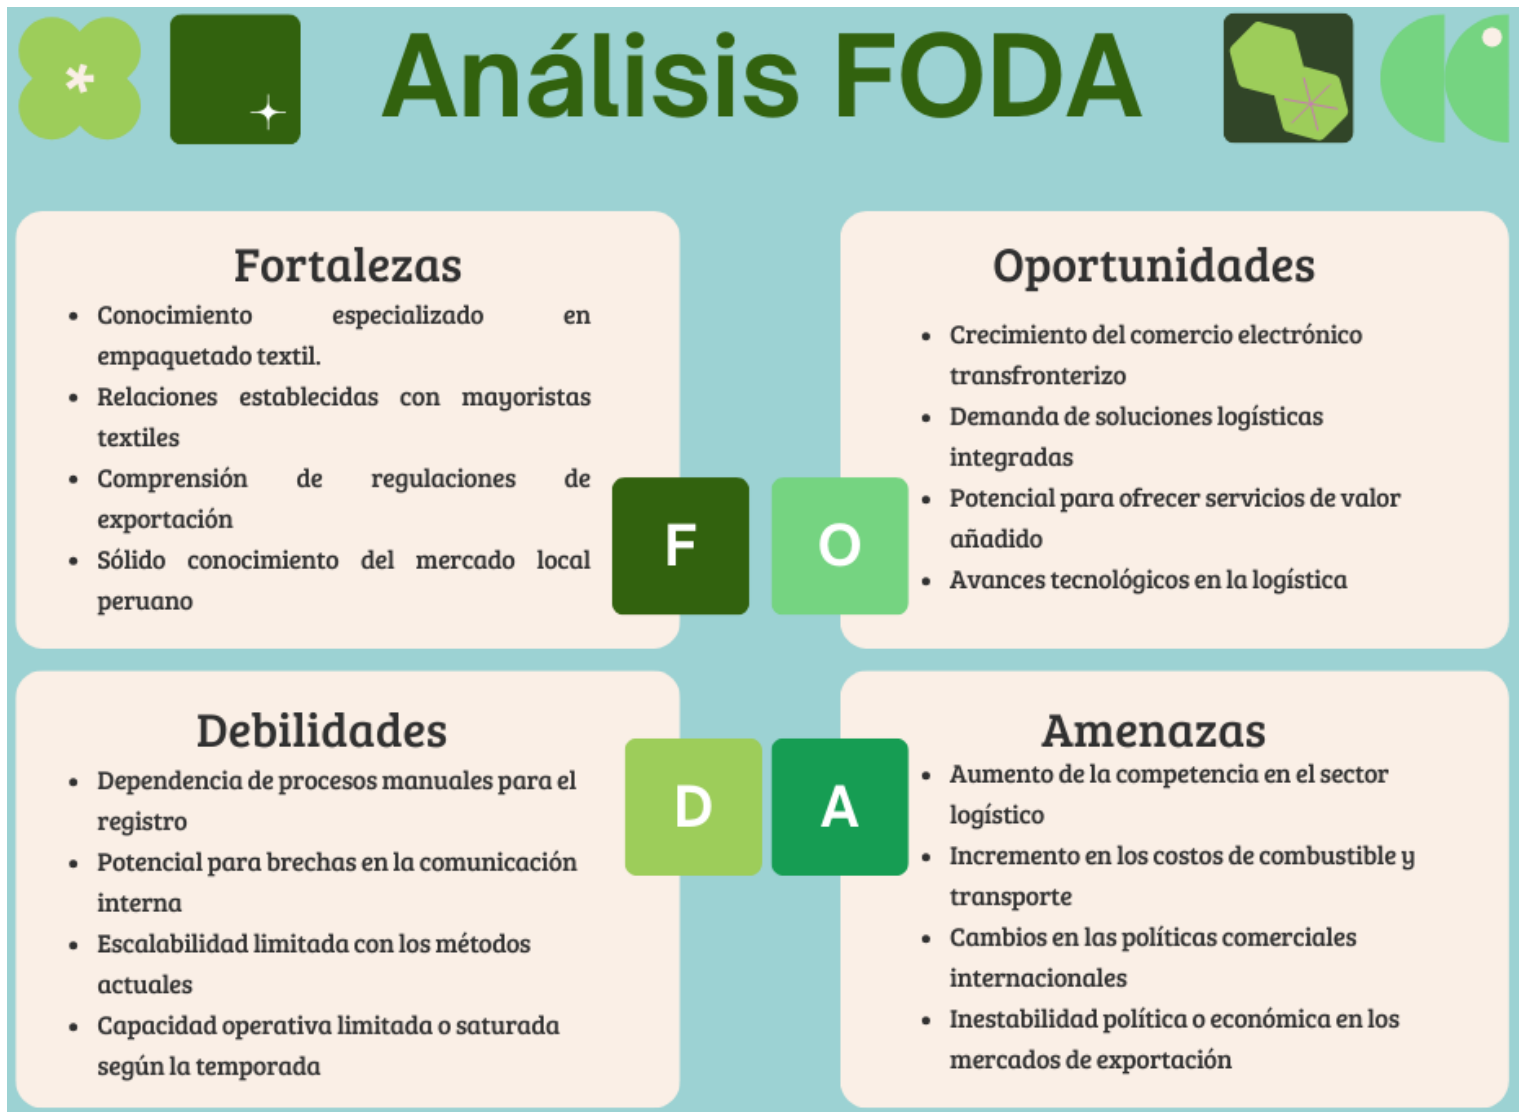 Análisis FODA
Fortalezas
• Conocimiento especializado en
empaquetado textil.
• Relaciones establecidas con mayoristas
textiles
• Comprensión de regulaciones de
exportación
• Sólido conocimiento del mercado local
peruano
F
Oportunidades
• Crecimiento del comercio electrónico
transfronterizo
• Demanda de soluciones logísticas
integradas
• Potencial para ofrecer servicios de valor
añadido
• Avances tecnológicos en la logística
O
Debilidades
• Dependencia de procesos manuales para el
registro
• Potencial para brechas en la comunicación
interna
• Escalabilidad limitada con los métodos
actuales
• Capacidad operativa limitada o saturada
según la temporada
D
Amenazas
• Aumento de la competencia en el sector
logístico
• Incremento en los costos de combustible y
transporte
• Cambios en las políticas comerciales
internacionales
• Inestabilidad política o económica en los
mercados de exportación
A